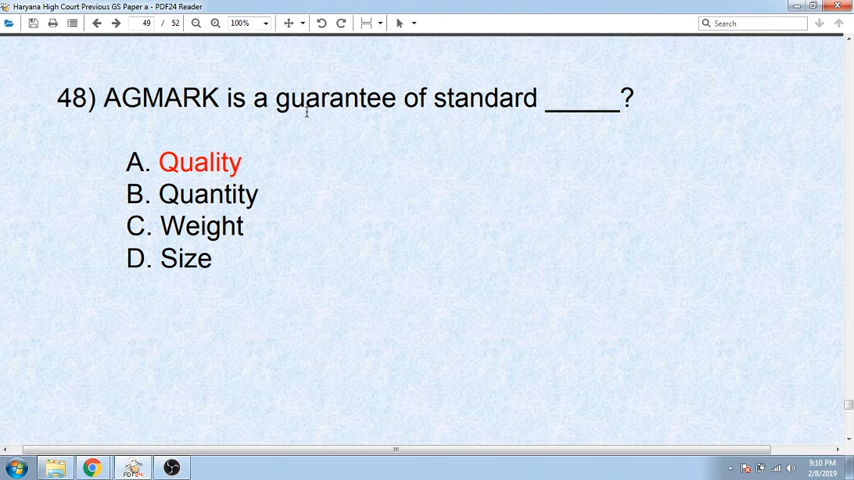 Haryana High Court Previous GS Paper a - PDF24 Reader
49 / 52 100% Search
48) AGMARK is a guarantee of standard _____?
A. Quality
B. Quantity
C. Weight
D. Size
PDF24
9:10 PM
2/8/2019